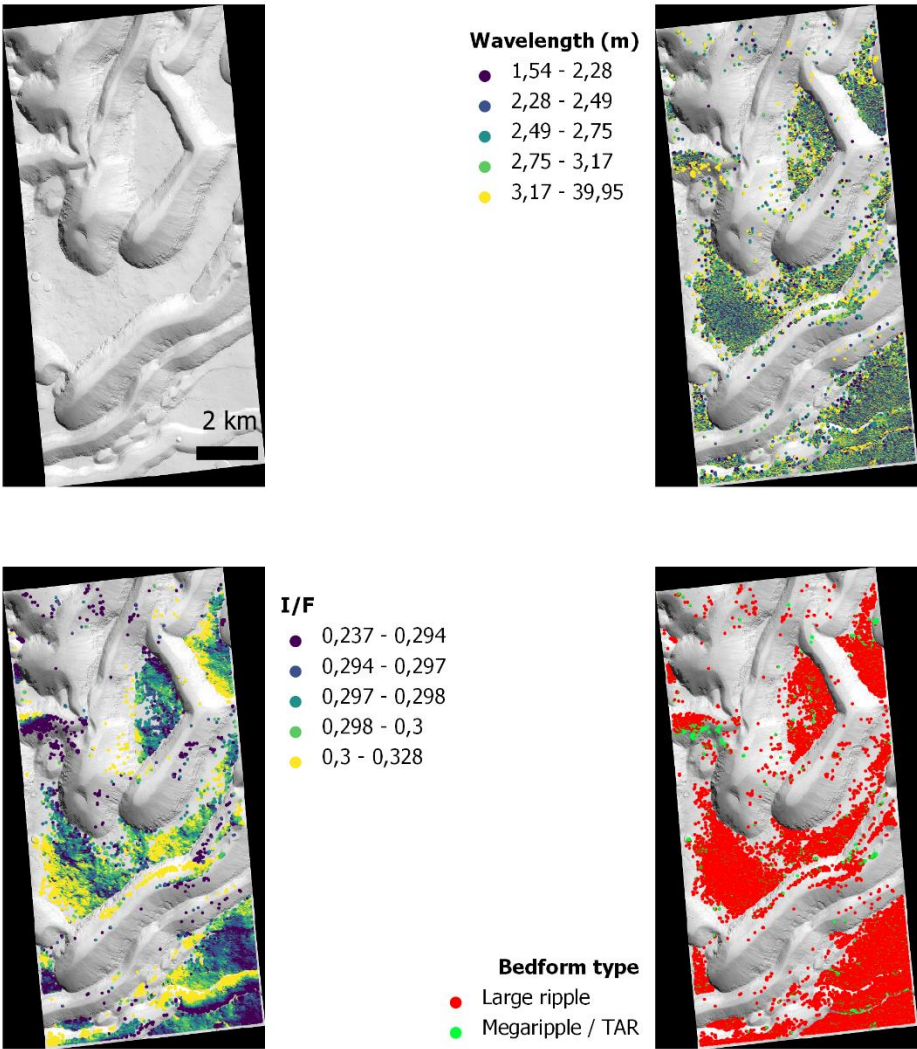 2 km
Wavelength (m)
1,54 - 2,28
2,28 - 2,49
2,49 - 2,75
2,75 - 3,17
3,17 - 39,95
I/F
0,237 - 0,294
0,294 - 0,297
0,297 - 0,298
0,298 - 0,3
0,3 - 0,328
Bedform type
Large ripple
Megaripple / TAR